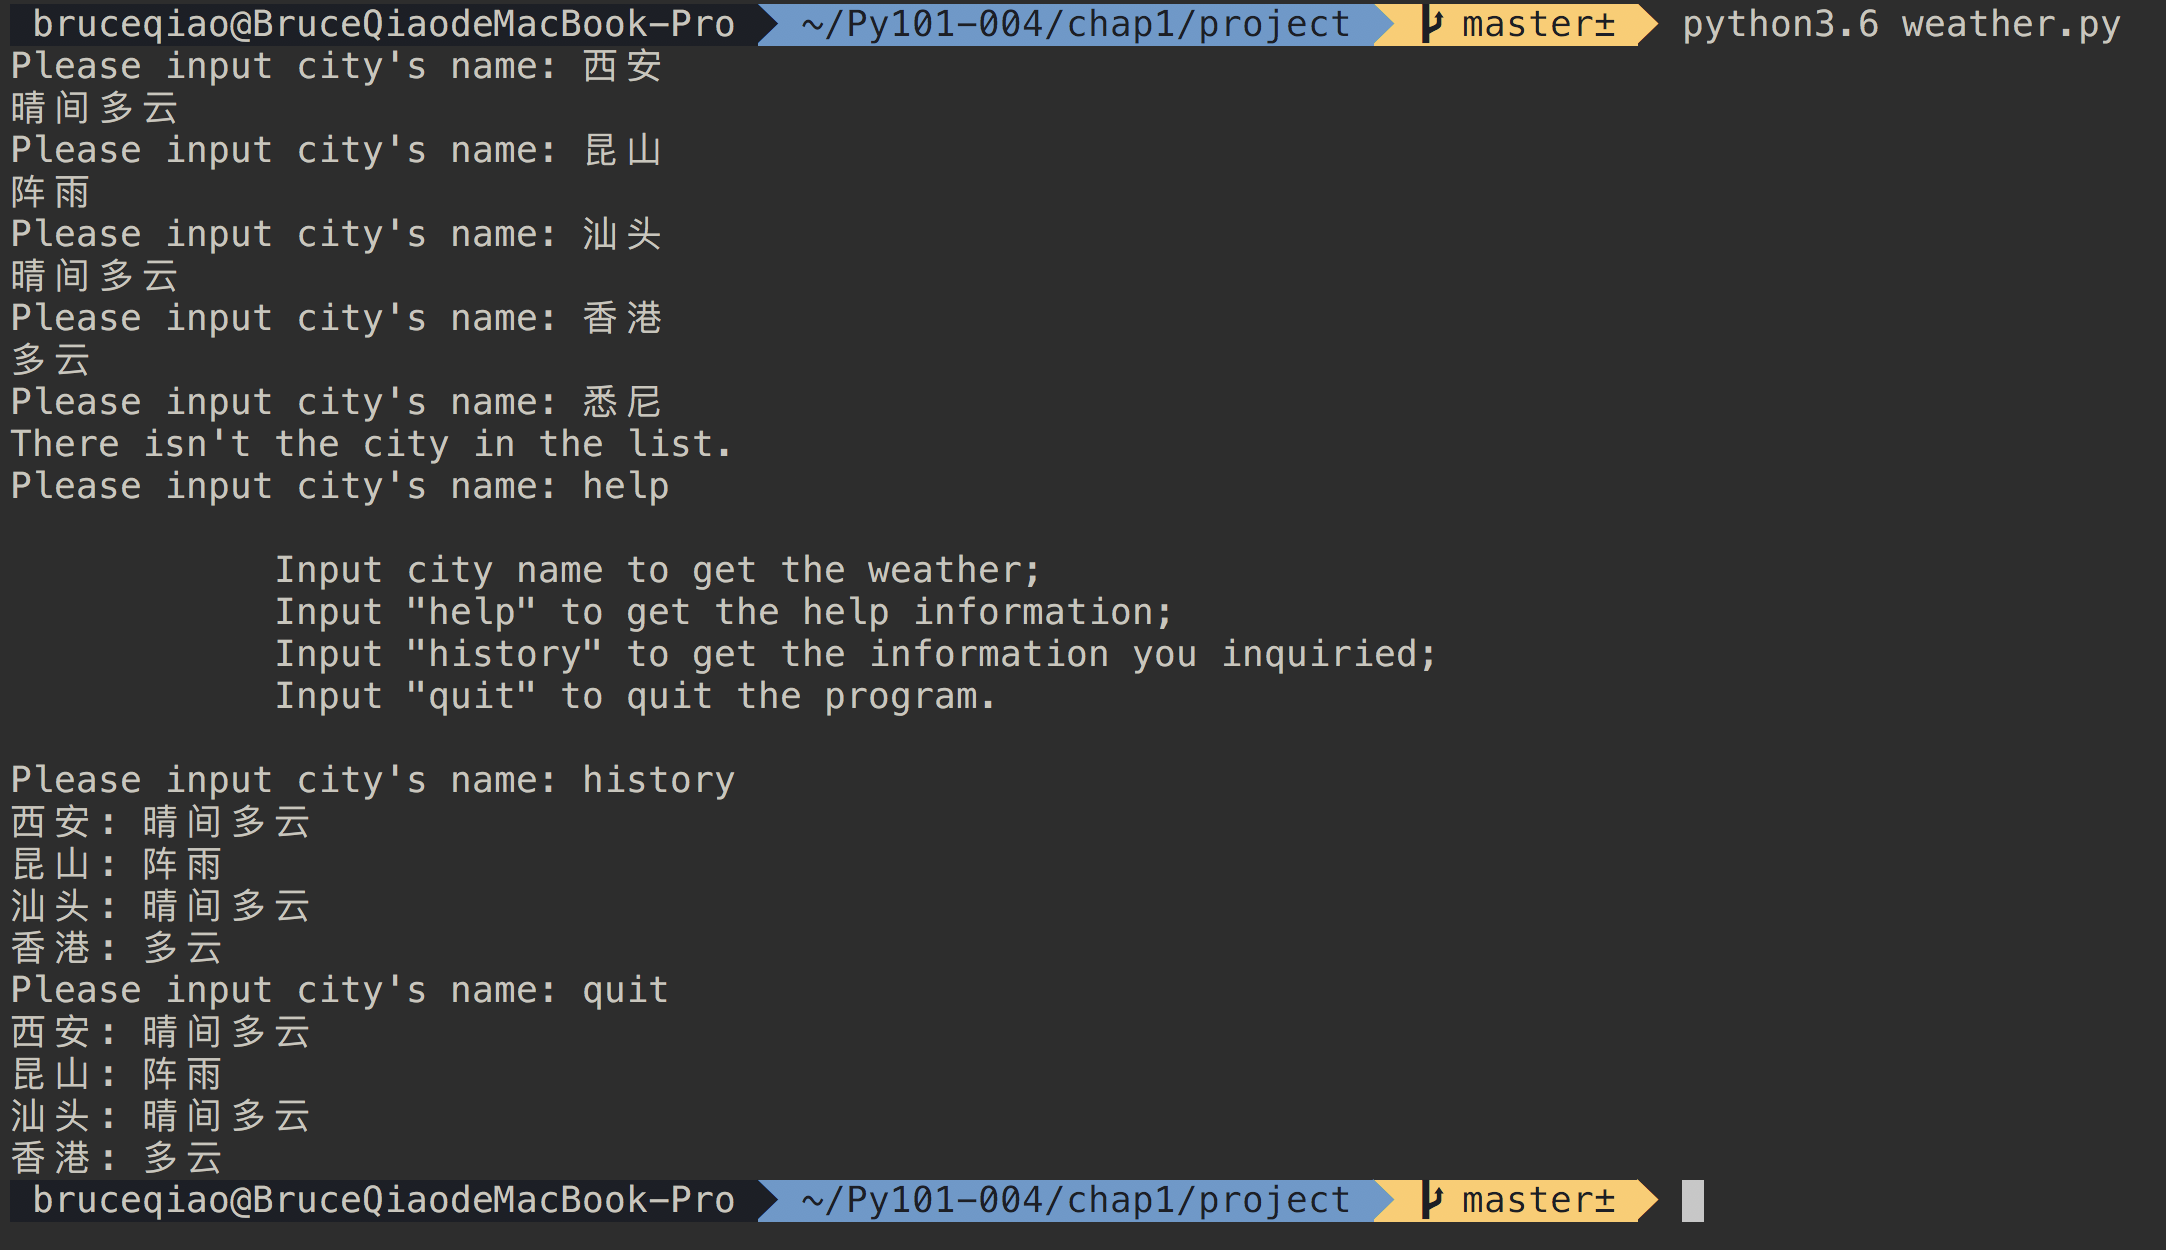 bruceqiao@BruceQiaodeMacBook-Pro ~/Py101-004/chap1/project master± python3.6 weather.py
Please input city's name: 西安
晴间多云
Please input city's name: 昆山
阵雨
Please input city's name: 汕头
晴间多云
Please input city's name: 香港
多云
Please input city's name: 悉尼
There isn't the city in the list.
Please input city's name: help
Input city name to get the weather;
Input "help" to get the help information;
Input "history" to get the information you inquiried;
Input "quit" to quit the program.
Please input city's name: history
西安: 晴间多云
昆山: 阵雨
汕头: 晴间多云
香港: 多云
Please input city's name: quit
西安: 晴间多云
昆山: 阵雨
汕头: 晴间多云
香港: 多云
bruceqiao@BruceQiaodeMacBook-Pro ~/Py101-004/chap1/project master±